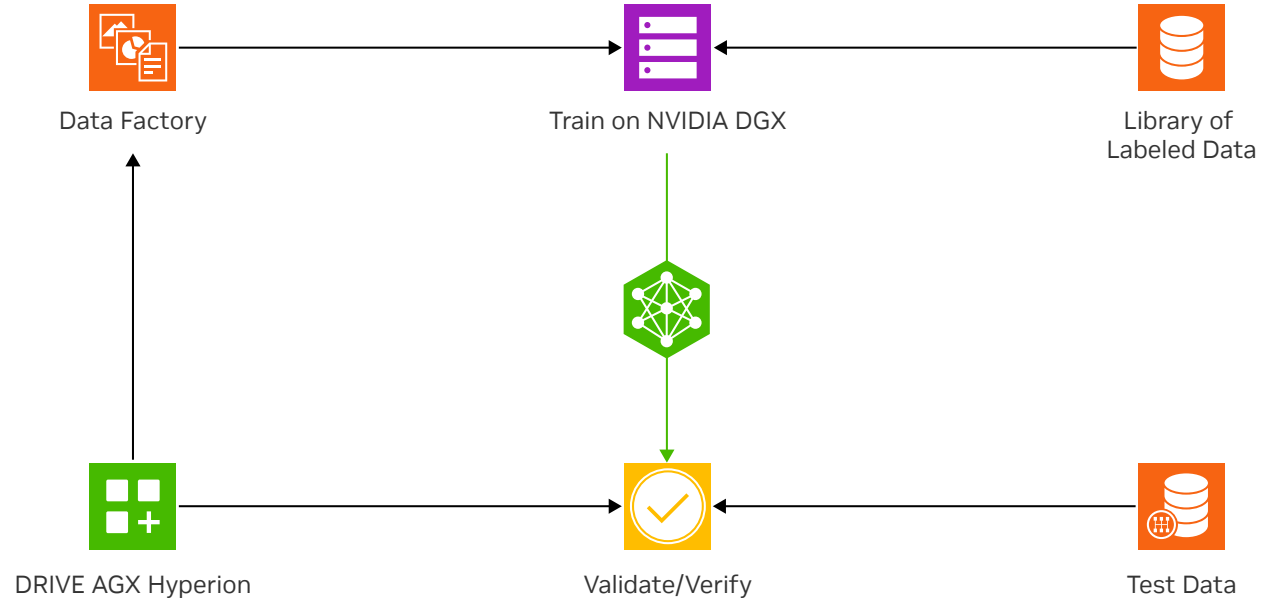 Data Factory
Train on NVIDIA DGX
Library of
Labeled Data
DRIVE AGX Hyperion
Validate/Verify
Test Data